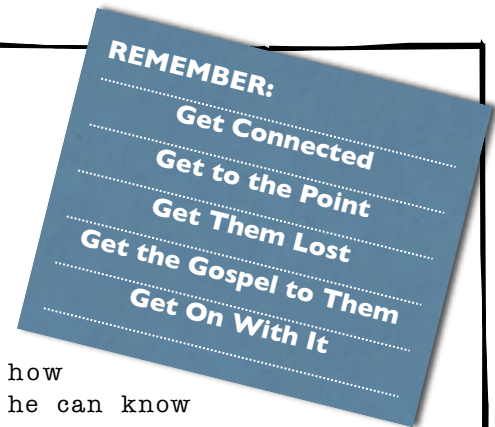 REMEMBER:
Get Connected
Get to the Point
Get Them Lost
Get the Gospel to Them
Get On With It
how
he can know